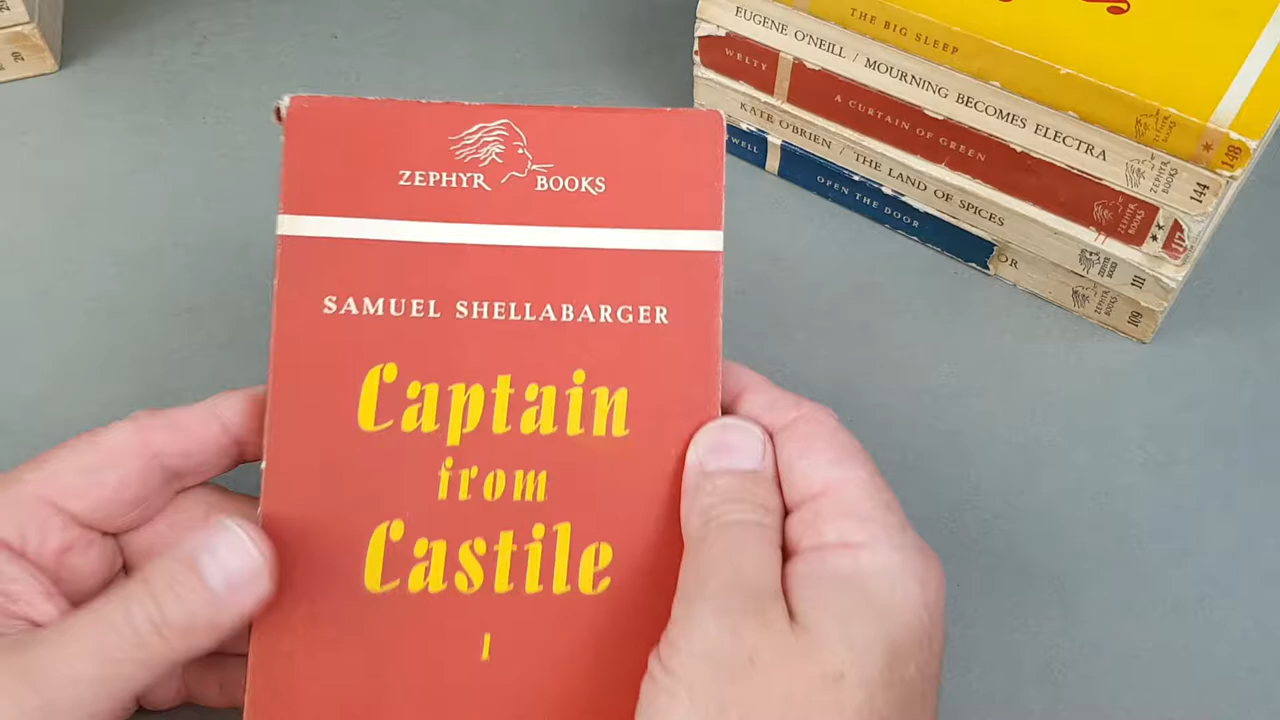 ZEPHYR BOOKS
SAMUEL SHELLABARGER
Captain
from
Castile
I
THE BIG SLEEP
148
EUGENE O'NEILL / MOURNING BECOMES ELECTRA
ZEPHYR
BOOKS
144
WELTY
A CURTAIN OF GREEN
ZEPHYR
BOOKS
117
KATE O'BRIEN / THE LAND OF SPICES
ZEPHYR
BOOKS
111
WELL
OPEN THE DOOR
OR
ZEPHYR
BOOKS
109